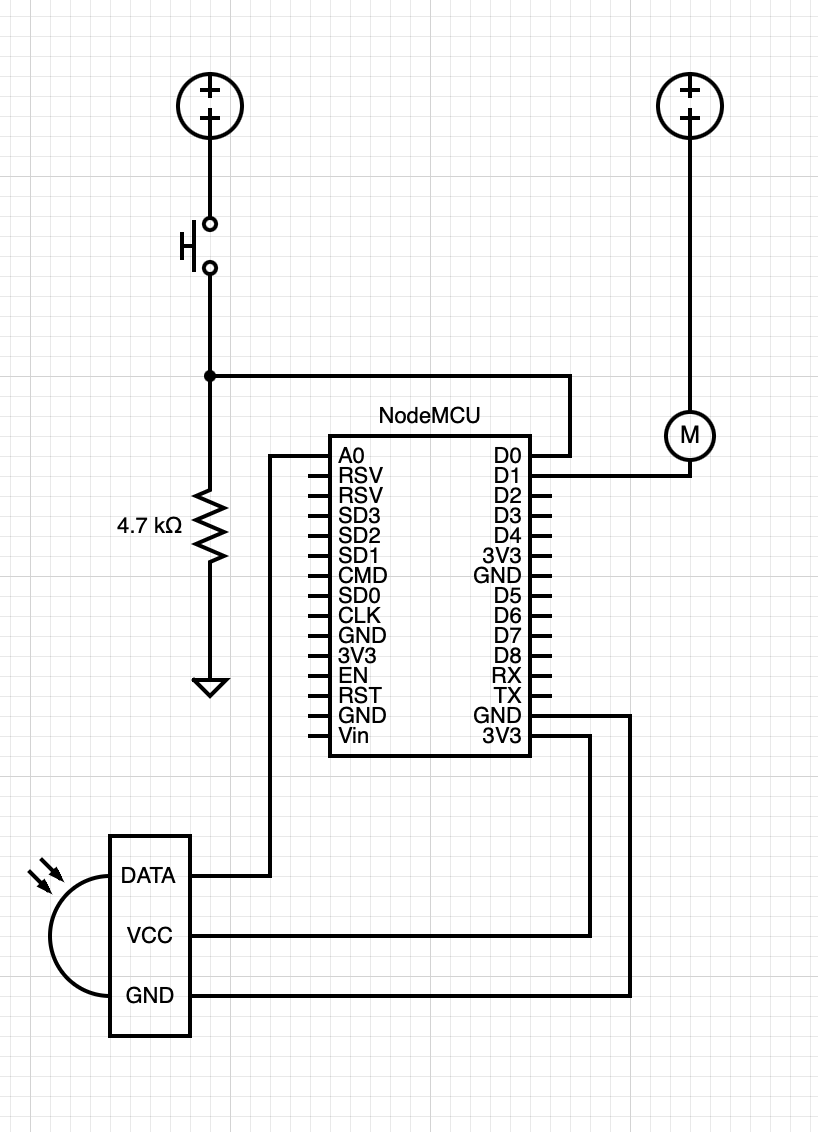 NodeMCU
M
A0 D0
RSV D1
RSV D2
SD3 D3
SD2 D4
SD1 3V3
CMD GND
SD0 D5
CLK D6
GND D7
3V3 D8
EN RX
RST TX
GND GND
Vin 3V3
4.7 kΩ
DATA
VCC
GND